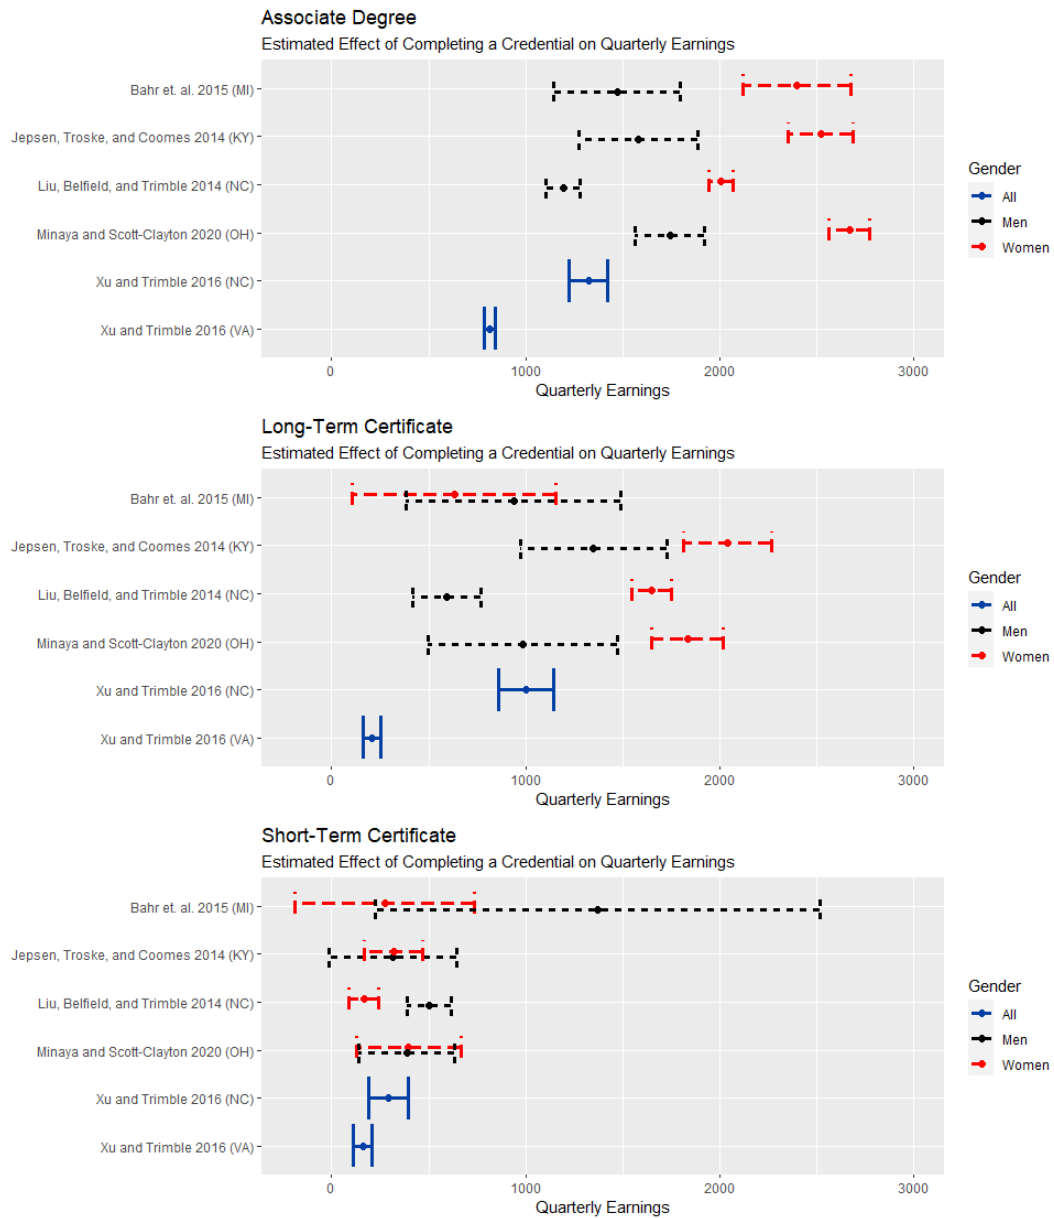 Associate Degree
Estimated Effect of Completing a Credential on Quarterly Earnings
Bahr et. al. 2015 (MI)
Jepsen, Troske, and Coomes 2014 (KY)
Liu, Belfield, and Trimble 2014 (NC)
Minaya and Scott-Clayton 2020 (OH)
Xu and Trimble 2016 (NC)
Xu and Trimble 2016 (VA)
0 1000 2000 3000
Quarterly Earnings
Gender
All
Men
Women
Long-Term Certificate
Estimated Effect of Completing a Credential on Quarterly Earnings
Bahr et. al. 2015 (MI)
Jepsen, Troske, and Coomes 2014 (KY)
Liu, Belfield, and Trimble 2014 (NC)
Minaya and Scott-Clayton 2020 (OH)
Xu and Trimble 2016 (NC)
Xu and Trimble 2016 (VA)
0 1000 2000 3000
Quarterly Earnings
Gender
All
Men
Women
Short-Term Certificate
Estimated Effect of Completing a Credential on Quarterly Earnings
Bahr et. al. 2015 (MI)
Jepsen, Troske, and Coomes 2014 (KY)
Liu, Belfield, and Trimble 2014 (NC)
Minaya and Scott-Clayton 2020 (OH)
Xu and Trimble 2016 (NC)
Xu and Trimble 2016 (VA)
0 1000 2000 3000
Quarterly Earnings
Gender
All
Men
Women